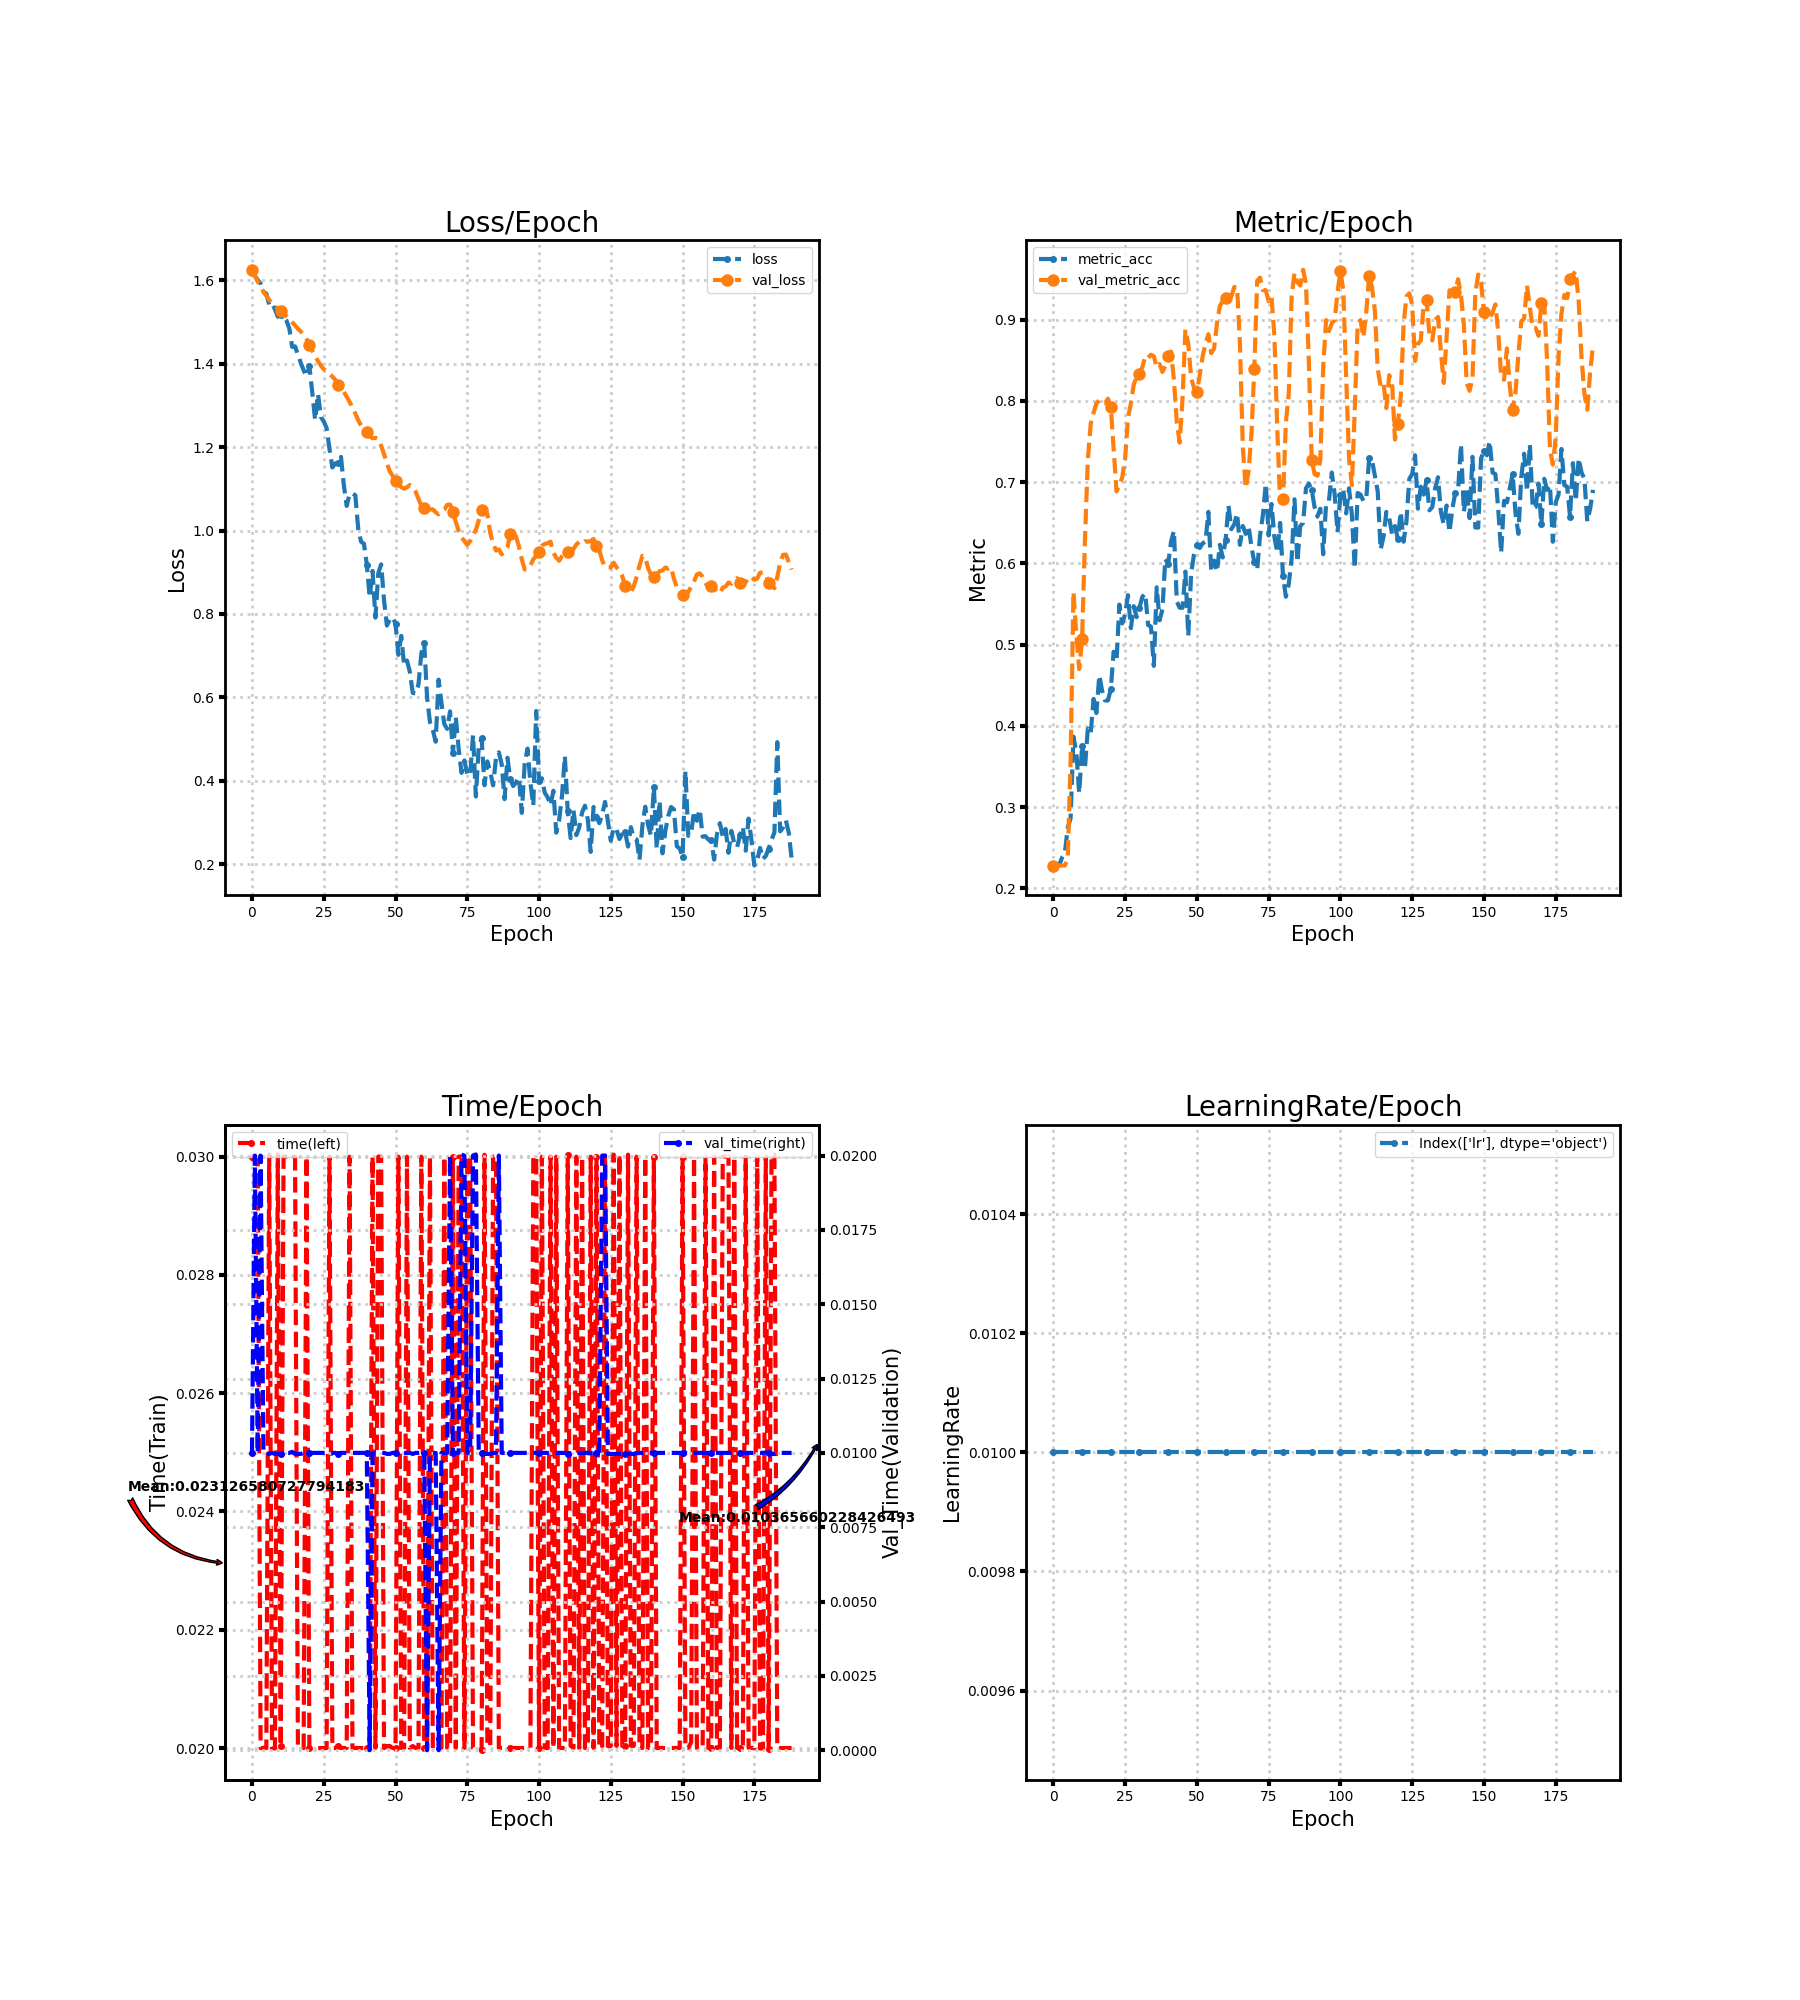 Loss/Epoch
loss
val_loss
1.6
1.4
1.2
1.0
0.8
0.6
0.4
0.2
Loss
0 25 50 75 100 125 150 175
Epoch
Metric/Epoch
metric_acc
val_metric_acc
0.9
0.8
0.7
0.6
0.5
0.4
0.3
0.2
Metric
0 25 50 75 100 125 150 175
Epoch
Time/Epoch
time(left)
val_time(right)
0.030
0.028
0.026
0.024
0.022
0.020
Time(Train)
Mean:0.023126580727794183
0.0200
0.0175
0.0150
0.0125
0.0100
0.0075
0.0050
0.0025
0.0000
Val_Time(Validation)
Mean:0.010365660228426493
0 25 50 75 100 125 150 175
Epoch
LearningRate/Epoch
Index(['lr'], dtype='object')
0.0104
0.0102
0.0100
0.0098
0.0096
LearningRate
0 25 50 75 100 125 150 175
Epoch